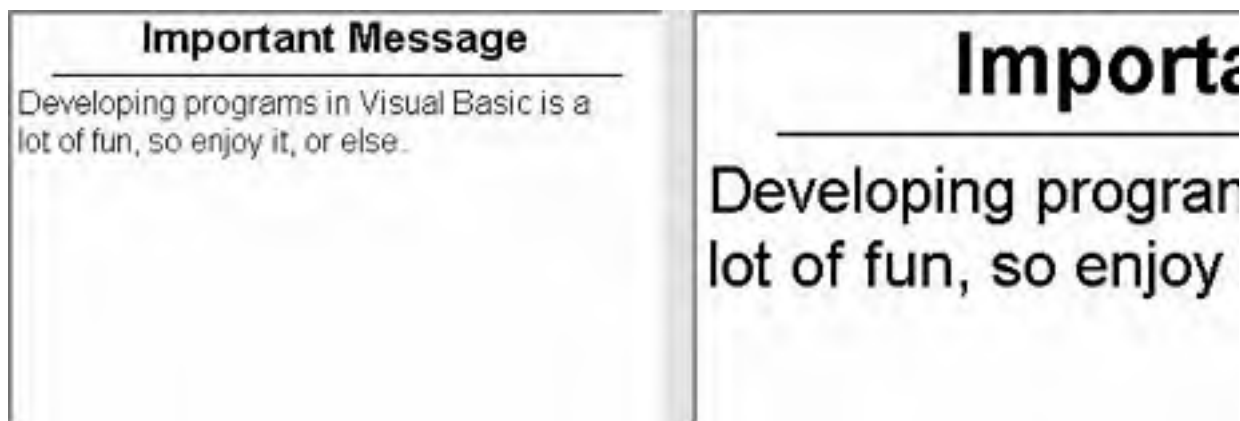 Important Message
Developing programs in Visual Basic is a
lot of fun, so enjoy it, or else.
Importa
Developing program
lot of fun, so enjoy